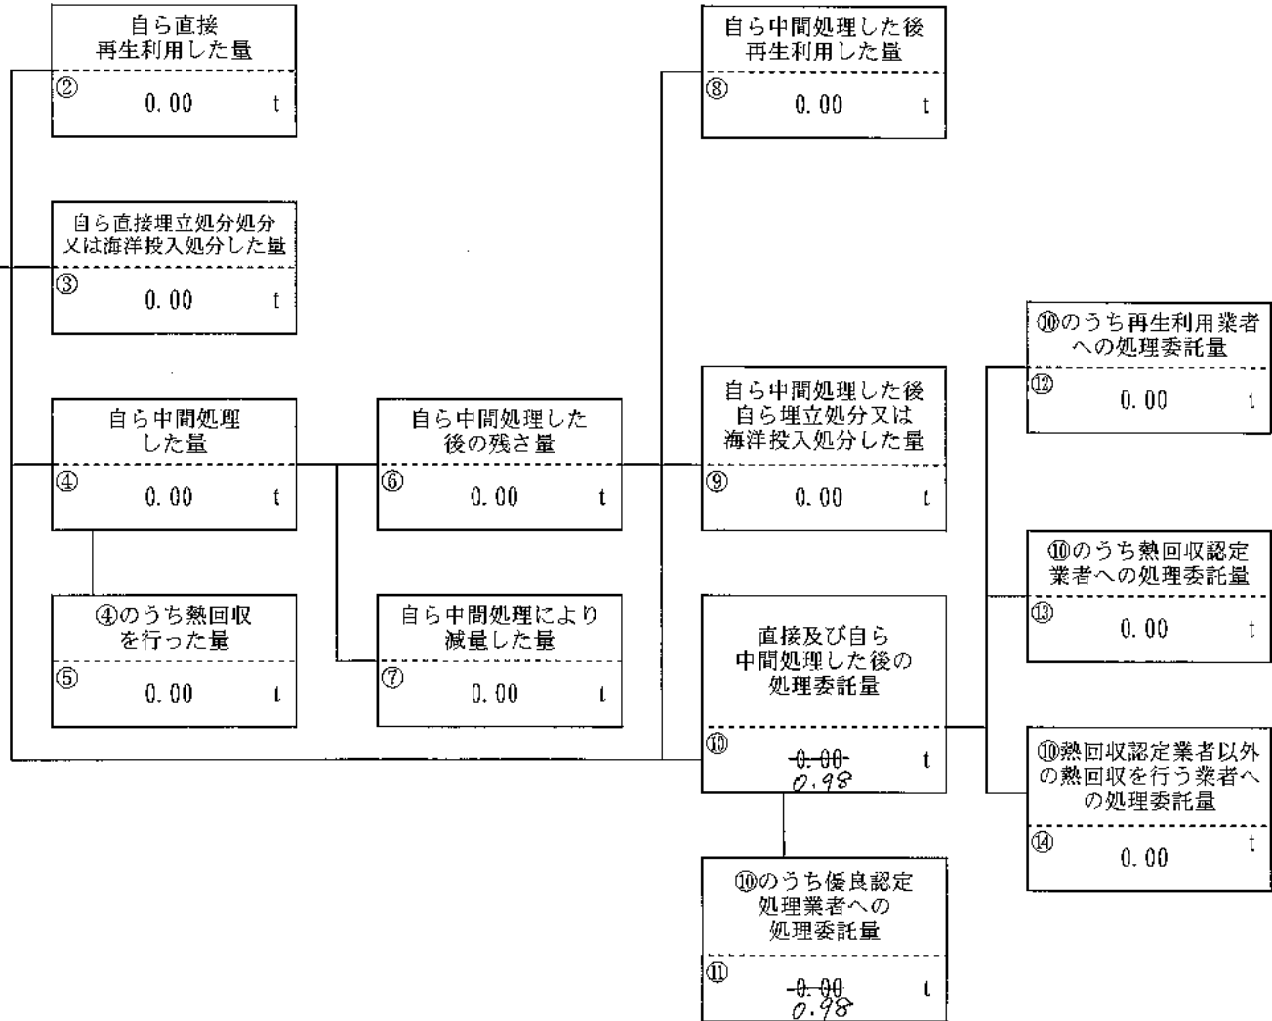 自ら直接
再生利用した量
② 0.00 t
自ら直接埋立処分処分
又は海洋投入処分した量
③ 0.00 t
自ら中間処理
した量
④ 0.00 t
④のうち熱回収
を行った量
⑤ 0.00 t
自ら中間処理した
後の残さ量
⑥ 0.00 t
自ら中間処理により
減量した量
⑦ 0.00 t
自ら中間処理した後
再生利用した量
⑧ 0.00 t
自ら中間処理した後
自ら埋立処分又は
海洋投入処分した量
⑨ 0.00 t
直接及び自ら
中間処理した後の
処理委託量
⑩ 0.00 t
0.98
⑩のうち優良認定
処理業者への
処理委託量
⑪ 0.00 t
0.98
⑩のうち再生利用業者
への処理委託量
⑫ 0.00 t
⑩のうち熱回収認定
業者への処理委託量
⑬ 0.00 t
⑩熱回収認定業者以外
の熱回収を行う業者へ
の処理委託量
⑭ 0.00 t